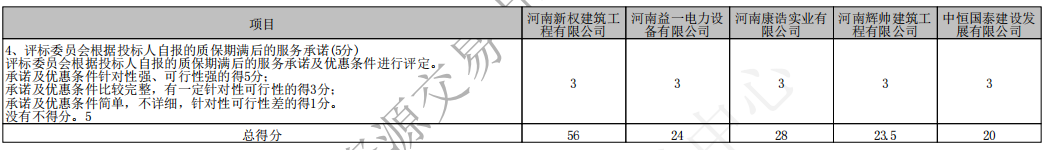 项目
河南新权建筑工程有限公司
河南益一电力设备有限公司
河南康诰实业有限公司
河南辉帅建筑工程有限公司
中恒国泰建设发展有限公司
4、评标委员会根据投标人自报的质保期满后的服务承诺(5分)
评标委员会根据投标人自报的质保期满后的服务承诺及优惠条件进行评定。
承诺及优惠条件针对性强、可行性强的得5分；
承诺及优惠条件比较完整，有一定针对性可行性的得3分；
承诺及优惠条件简单，不详细，针对性可行性差的得1分。
没有不得分。5
3 3 3 3 3
总得分 56 24 28 23.5 20
源交易
中心